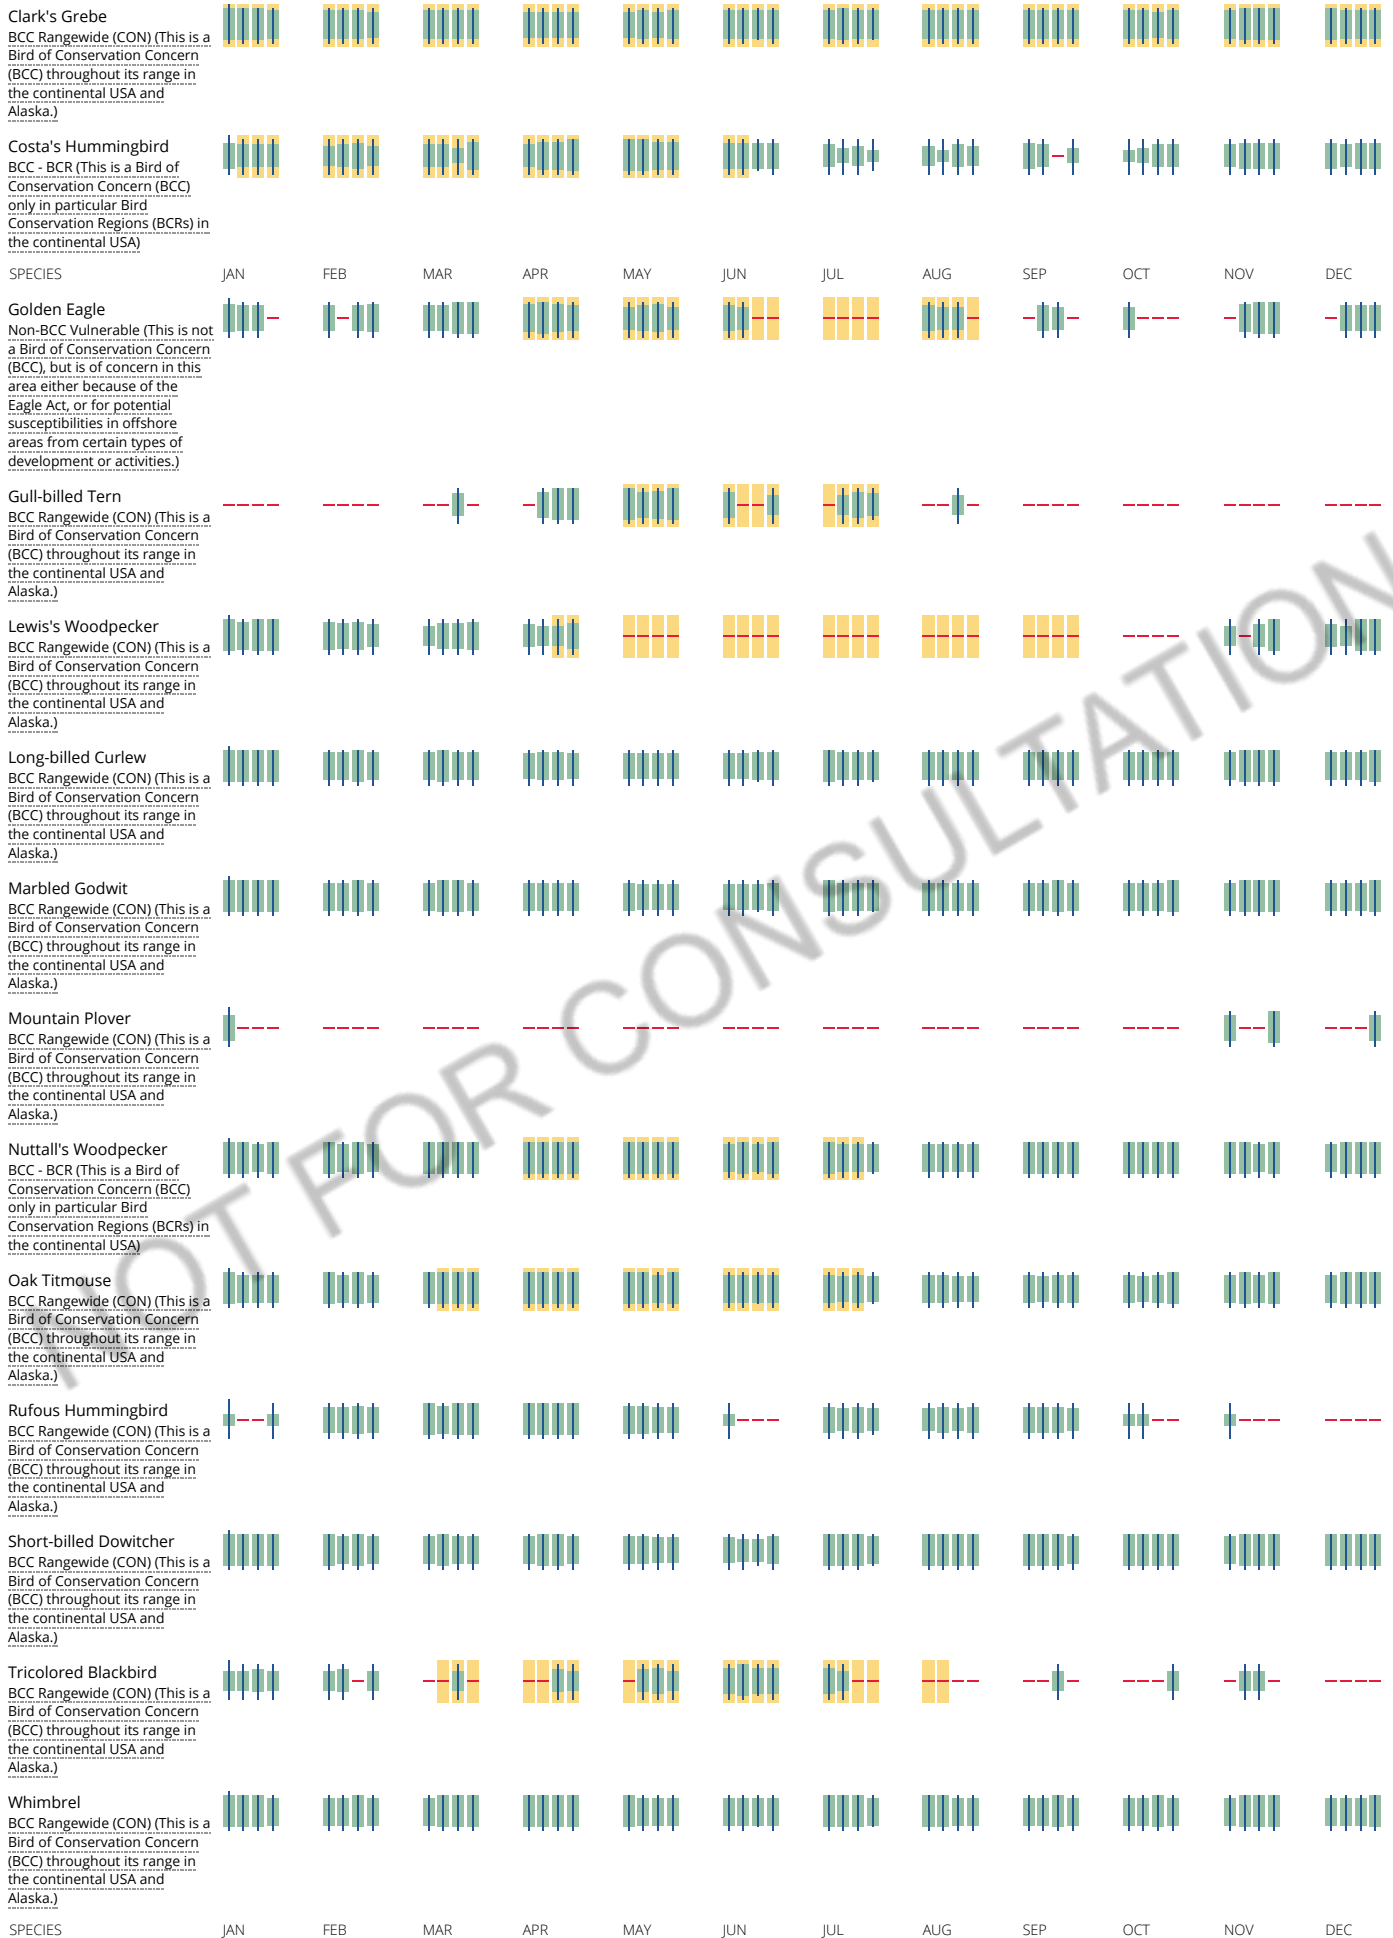 Clark's Grebe
BCC Rangewide (CON) (This is a
Bird of Conservation Concern
(BCC) throughout its range in
the continental USA and
Alaska.)
Costa's Hummingbird
BCC - BCR (This is a Bird of
Conservation Concern (BCC)
only in particular Bird
Conservation Regions (BCRs) in
the continental USA)
SPECIES JAN FEB MAR APR MAY JUN JUL AUG SEP OCT NOV DEC
Golden Eagle
Non-BCC Vulnerable (This is not
a Bird of Conservation Concern
(BCC), but is of concern in this
area either because of the
Eagle Act, or for potential
susceptibilities in offshore
areas from certain types of
development or activities.)
Gull-billed Tern
BCC Rangewide (CON) (This is a
Bird of Conservation Concern
(BCC) throughout its range in
the continental USA and
Alaska.)
Lewis's Woodpecker
BCC Rangewide (CON) (This is a
Bird of Conservation Concern
(BCC) throughout its range in
the continental USA and
Alaska.)
Long-billed Curlew
BCC Rangewide (CON) (This is a
Bird of Conservation Concern
(BCC) throughout its range in
the continental USA and
Alaska.)
Marbled Godwit
BCC Rangewide (CON) (This is a
Bird of Conservation Concern
(BCC) throughout its range in
the continental USA and
Alaska.)
Mountain Plover
BCC Rangewide (CON) (This is a
Bird of Conservation Concern
(BCC) throughout its range in
the continental USA and
Alaska.)
Nuttall's Woodpecker
BCC - BCR (This is a Bird of
Conservation Concern (BCC)
only in particular Bird
Conservation Regions (BCRs) in
the continental USA)
Oak Titmouse
BCC Rangewide (CON) (This is a
Bird of Conservation Concern
(BCC) throughout its range in
the continental USA and
Alaska.)
Rufous Hummingbird
BCC Rangewide (CON) (This is a
Bird of Conservation Concern
(BCC) throughout its range in
the continental USA and
Alaska.)
Short-billed Dowitcher
BCC Rangewide (CON) (This is a
Bird of Conservation Concern
(BCC) throughout its range in
the continental USA and
Alaska.)
Tricolored Blackbird
BCC Rangewide (CON) (This is a
Bird of Conservation Concern
(BCC) throughout its range in
the continental USA and
Alaska.)
Whimbrel
BCC Rangewide (CON) (This is a
Bird of Conservation Concern
(BCC) throughout its range in
the continental USA and
Alaska.)
SPECIES JAN FEB MAR APR MAY JUN JUL AUG SEP OCT NOV DEC
NOT FOR CONSULTATION